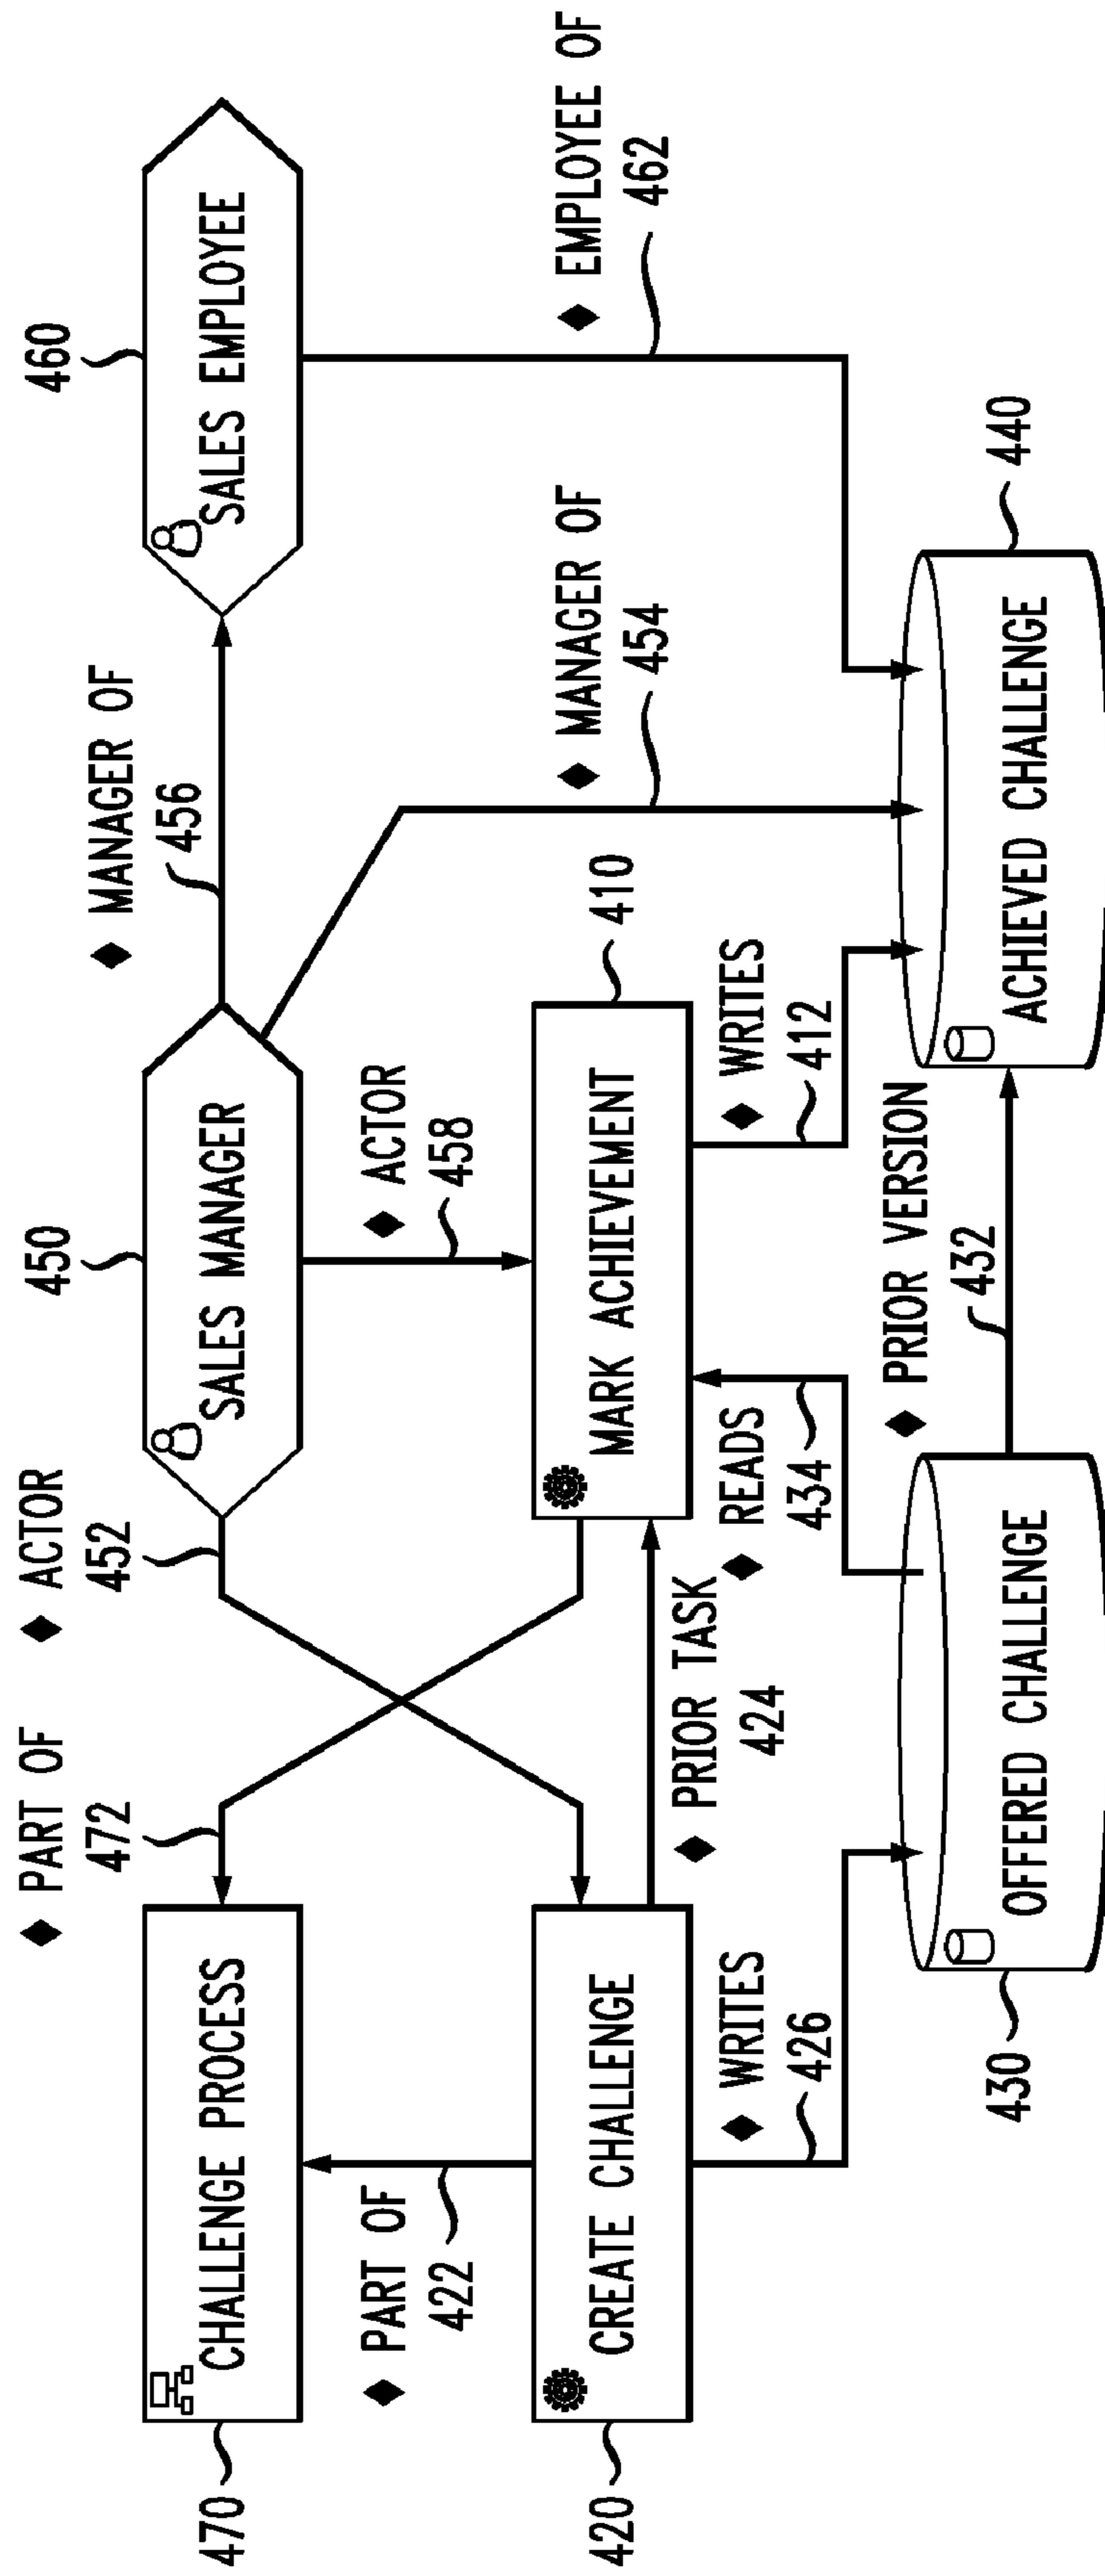 ◆ PART OF
472
◆ ACTOR
452
◆ MANAGER OF
456
470
CHALLENGE PROCESS
450
SALES MANAGER
460
SALES EMPLOYEE
◆ PART OF
422
◆ ACTOR
458
◆ MANAGER OF
454
◆ EMPLOYEE OF
462
420
CREATE CHALLENGE
MARK ACHIEVEMENT
410
◆ PRIOR TASK
424
◆ WRITES
426
◆ READS
434
◆ WRITES
412
◆ PRIOR VERSION
432
430
OFFERED CHALLENGE
ACHIEVED CHALLENGE
440